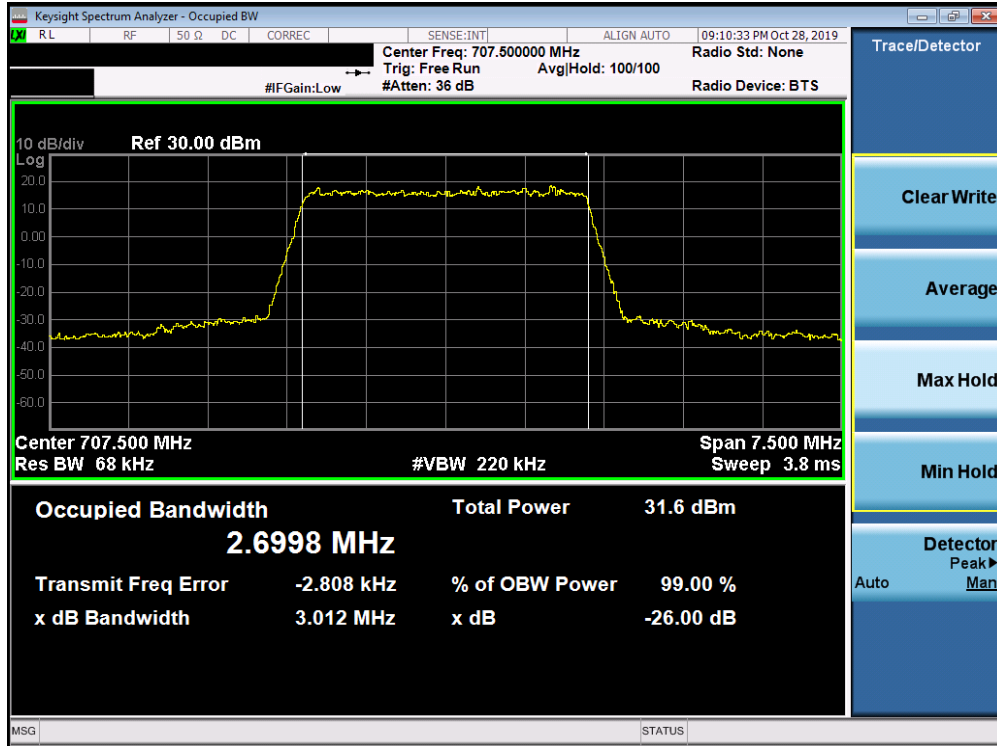 Keysight Spectrum Analyzer - Occupied BW
LXI RL RF 50 Ω DC CORREC SENSE:INT ALIGN AUTO 09:10:33 PM Oct 28, 2019
Center Freq: 707.500000 MHz Radio Std: None
Trig: Free Run Avg|Hold: 100/100
#IFGain:Low #Atten: 36 dB Radio Device: BTS
Trace/Detector
10 dB/div Ref 30.00 dBm
Log
20.0
10.0
0.00
-10.0
-20.0
-30.0
-40.0
-50.0
-60.0
Center 707.500 MHz Span 7.500 MHz
Res BW 68 kHz #VBW 220 kHz Sweep 3.8 ms
Occupied Bandwidth Total Power 31.6 dBm
2.6998 MHz
Transmit Freq Error -2.808 kHz % of OBW Power 99.00 %
x dB Bandwidth 3.012 MHz x dB -26.00 dB
Clear Write
Average
Max Hold
Min Hold
Detector
Peak▶
Auto Man
MSG STATUS